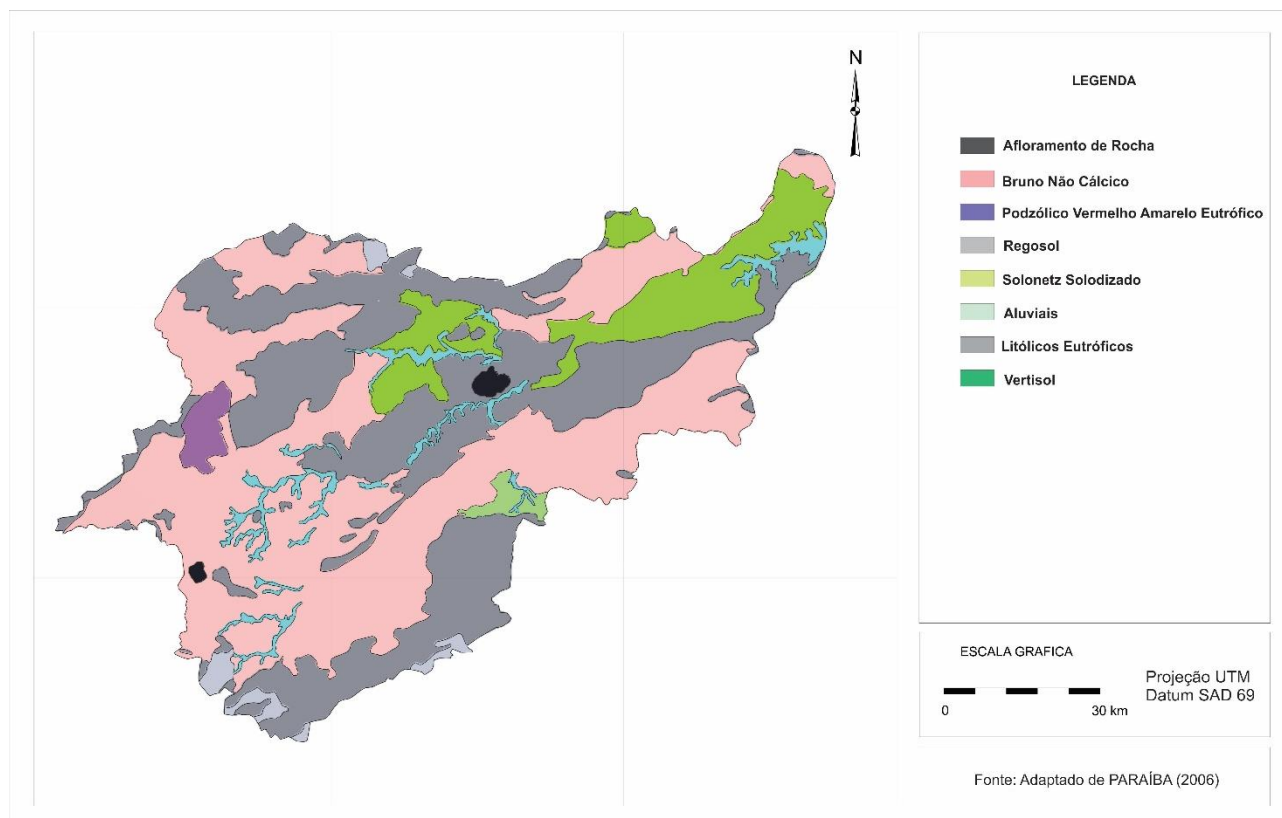 N
LEGENDA
Afloramento de Rocha
Bruno Não Cálcico
Podzólico Vermelho Amarelo Eutrófico
Regosol
Solonetz Solodizado
Aluviais
Litólicos Eutróficos
Vertisol
ESCALA GRAFICA
0 30 km
Projeção UTM
Datum SAD 69
Fonte: Adaptado de PARAÍBA (2006)